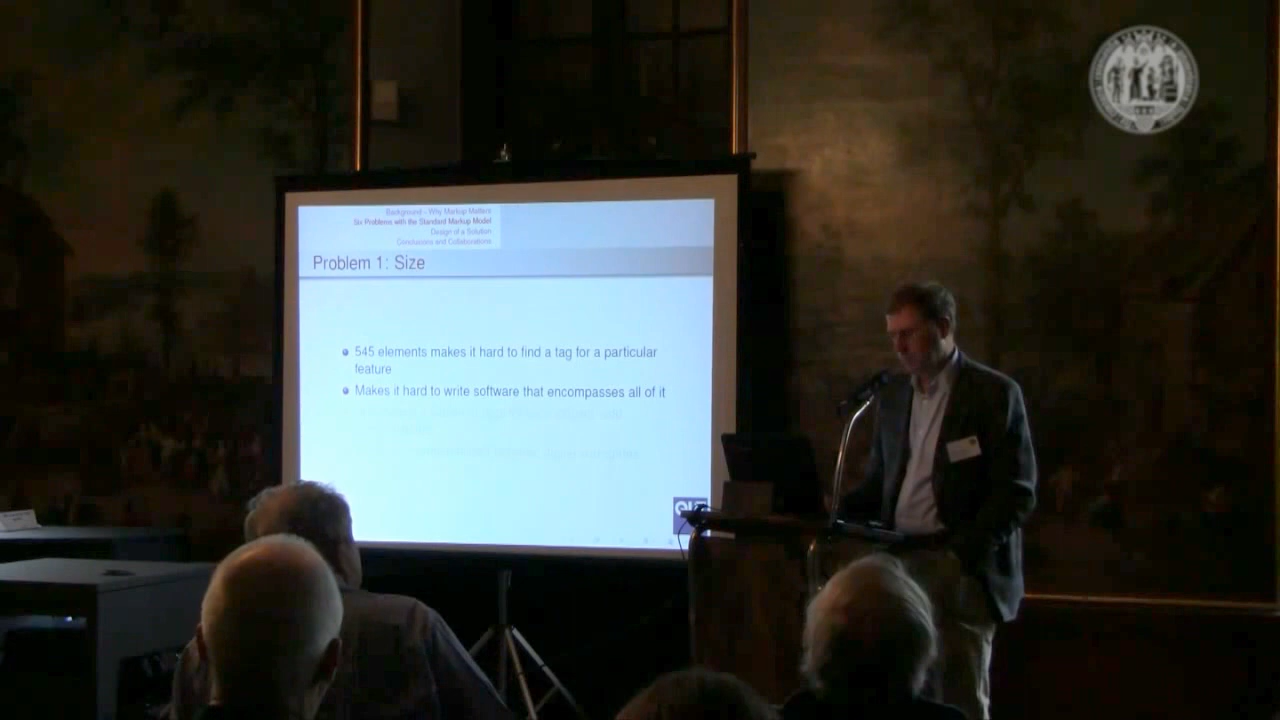 Background – Why Markup Matters
Six Problems with the Standard Markup Model
Design of a Solution
Conclusions and Collaborations
Problem 1: Size
545 elements makes it hard to find a tag for a particular
feature
Makes it hard to write software that encompasses all of it